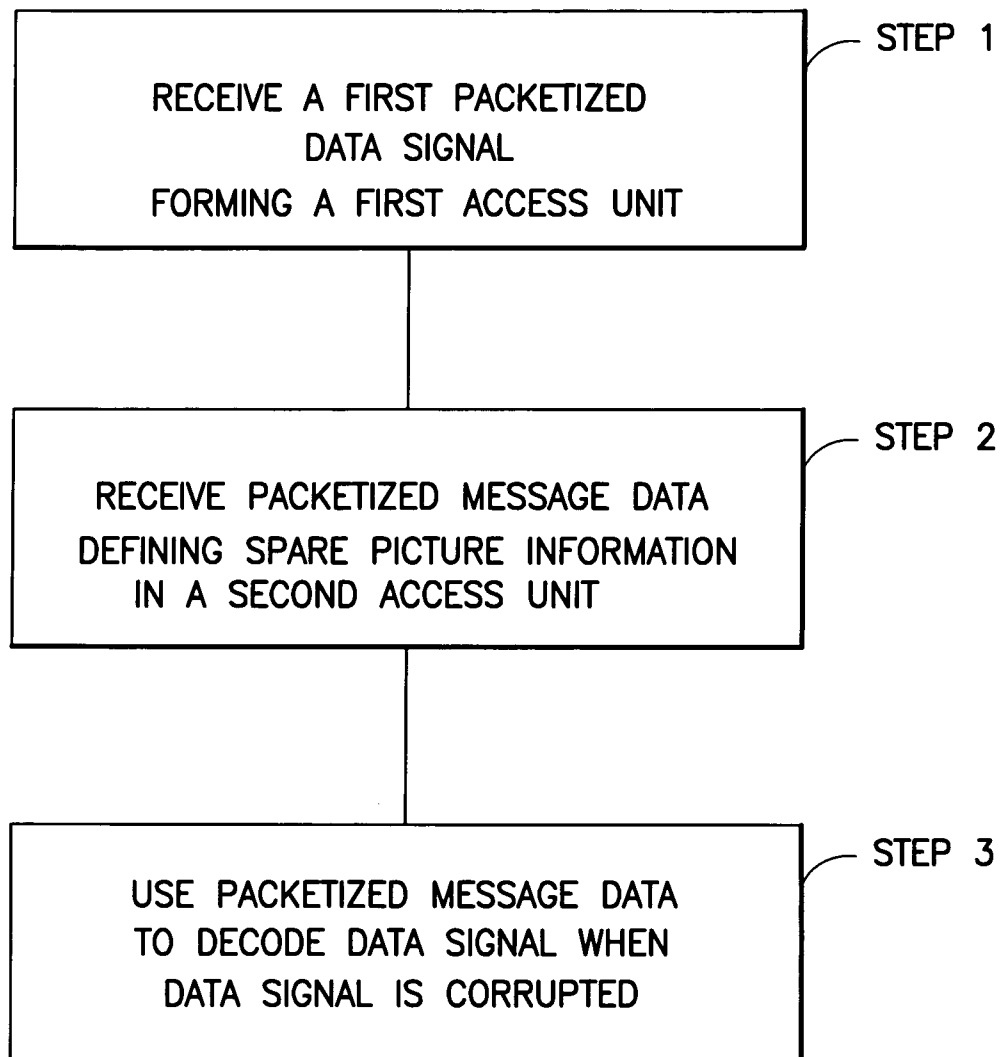 STEP 1
RECEIVE A FIRST PACKETIZED
DATA SIGNAL
FORMING A FIRST ACCESS UNIT
STEP 2
RECEIVE PACKETIZED MESSAGE DATA
DEFINING SPARE PICTURE INFORMATION
IN A SECOND ACCESS UNIT
STEP 3
USE PACKETIZED MESSAGE DATA
TO DECODE DATA SIGNAL WHEN
DATA SIGNAL IS CORRUPTED